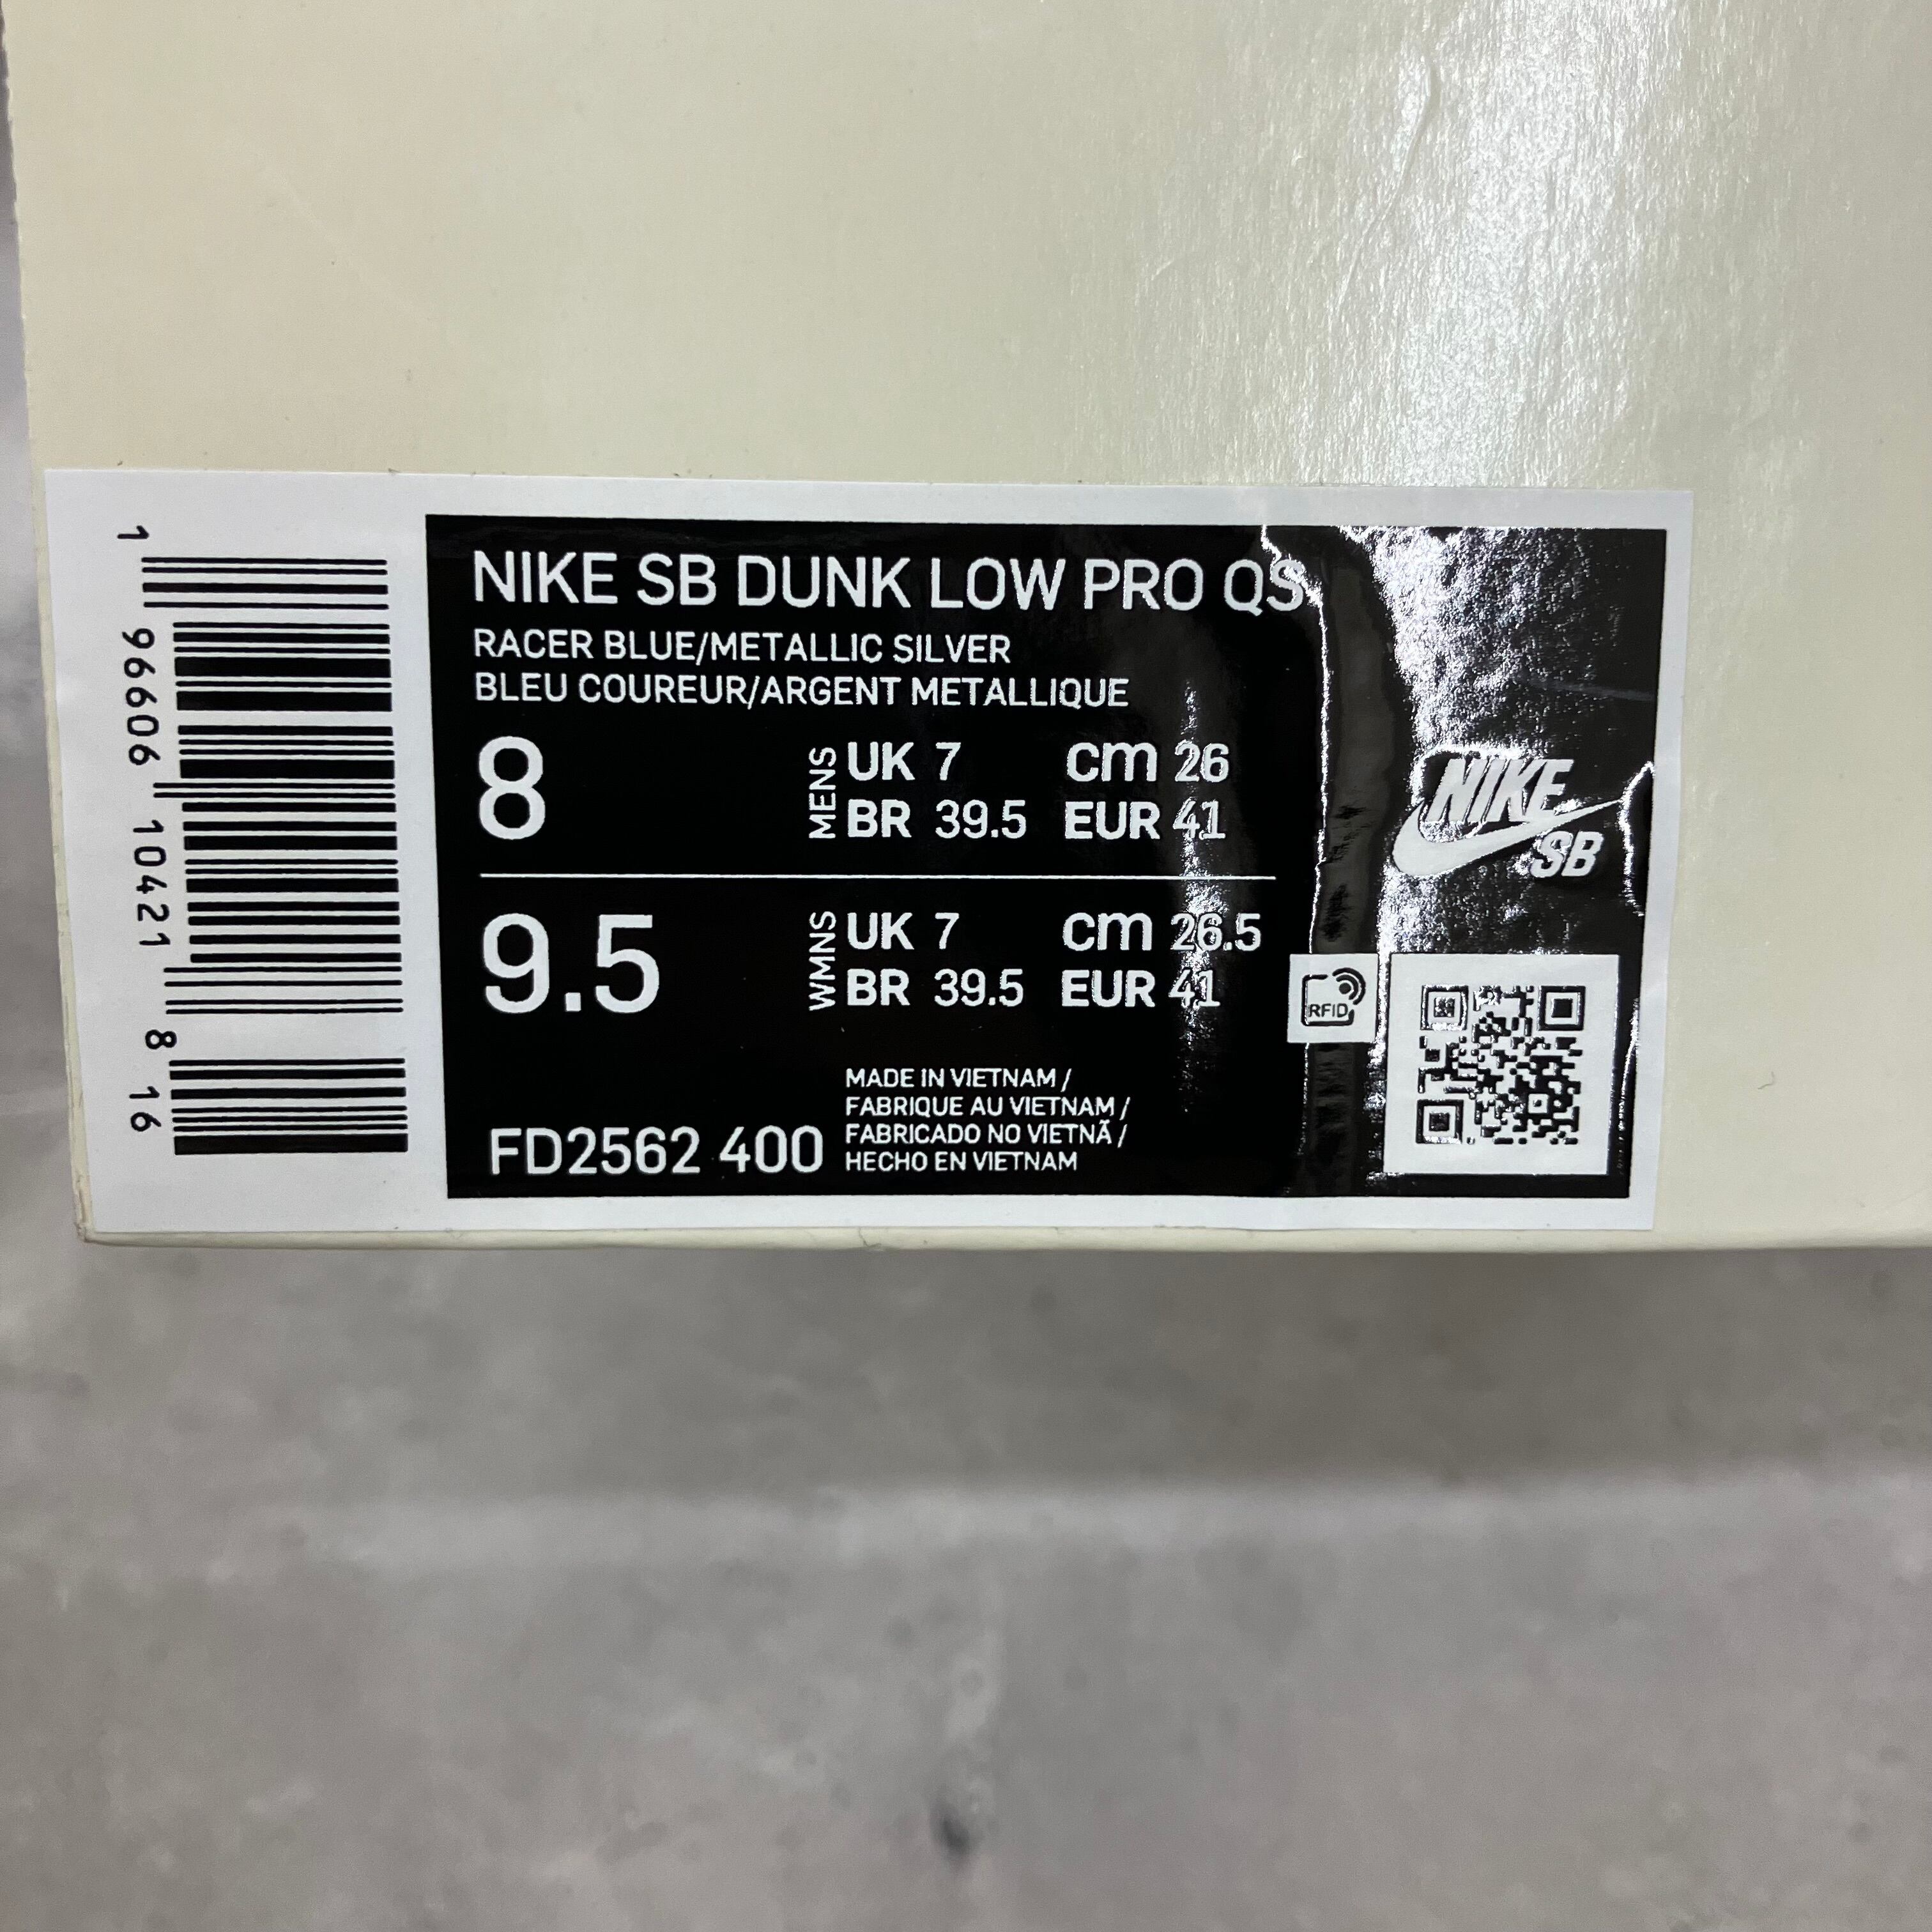 1 96606 10421 8 16
NIKE SB DUNK LOW PRO QS
RACER BLUE/METALLIC SILVER
BLEU COUREUR/ARGENT METALLIQUE
8 MENS UK 7 cm 26
BR 39.5 EUR 41
9.5 WMNS UK 7 cm 26.5
BR 39.5 EUR 41
NIKE
SB
RFID
MADE IN VIETNAM /
FABRIQUE AU VIETNAM /
FABRICADO NO VIETNÃ /
HECHO EN VIETNAM
FD2562 400